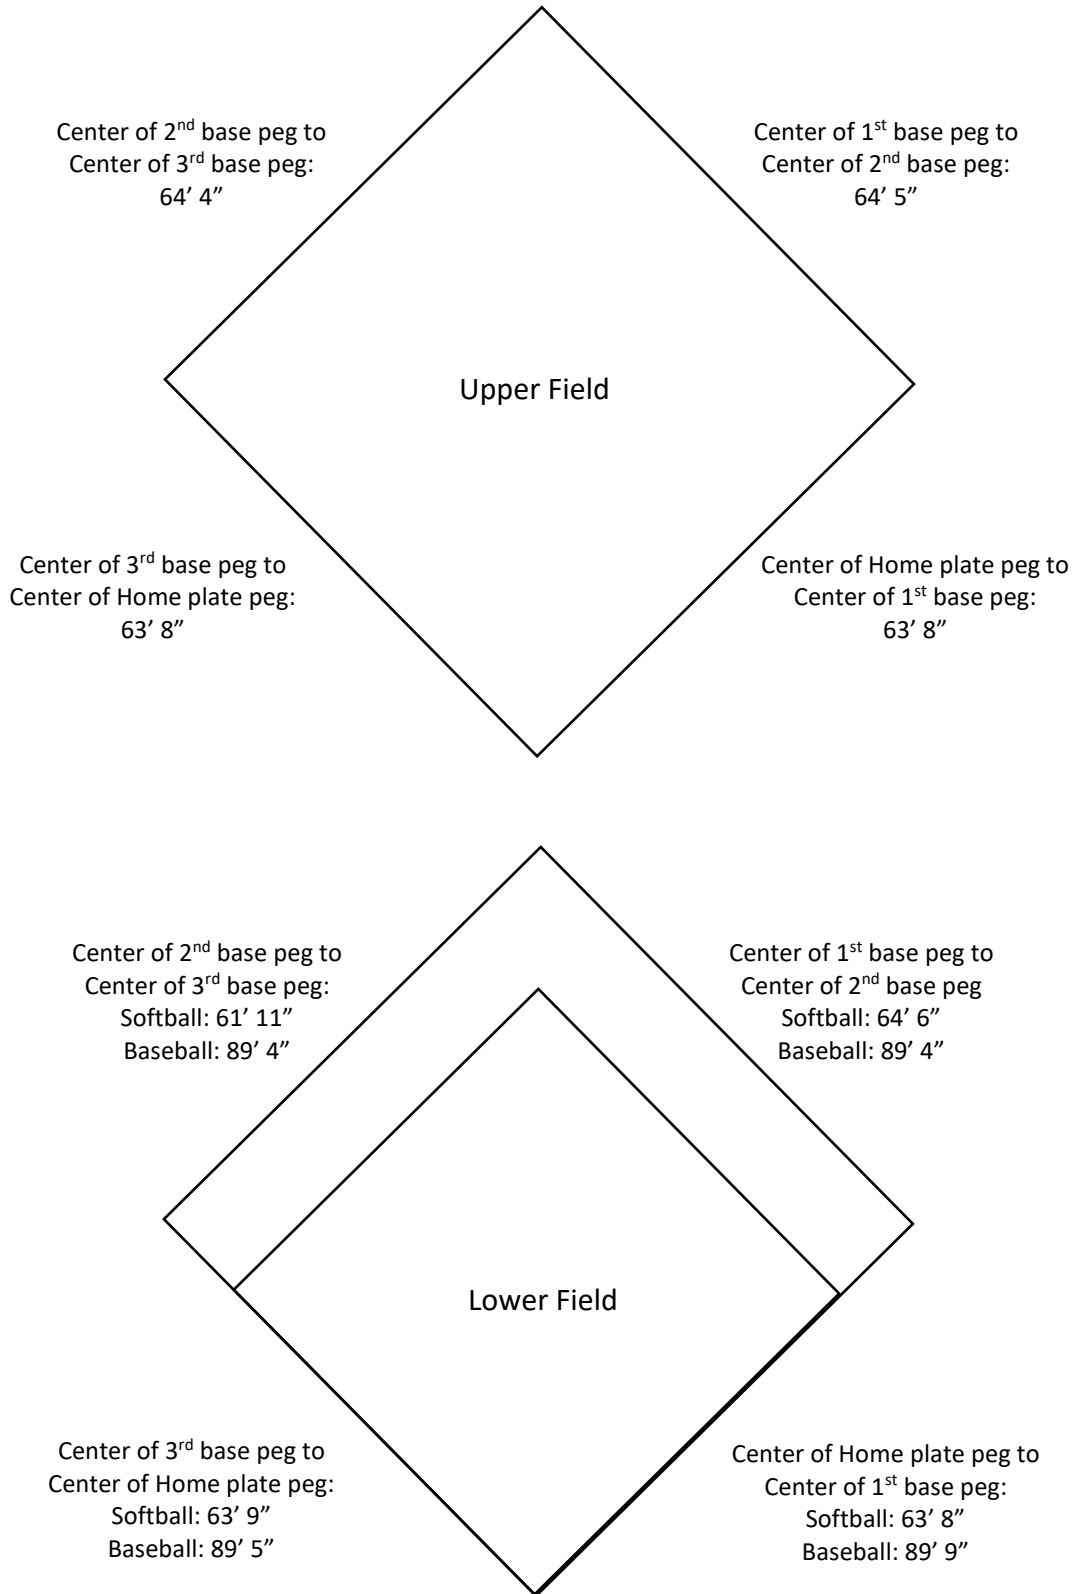 Center of 2nd base peg to
Center of 3rd base peg:
64’ 4”
Center of 1st base peg to
Center of 2nd base peg:
64’ 5”
Upper Field
Center of 3rd base peg to
Center of Home plate peg:
63’ 8”
Center of Home plate peg to
Center of 1st base peg:
63’ 8”
Center of 2nd base peg to
Center of 3rd base peg:
Softball: 61’ 11”
Baseball: 89’ 4”
Center of 1st base peg to
Center of 2nd base peg
Softball: 64’ 6”
Baseball: 89’ 4”
Lower Field
Center of 3rd base peg to
Center of Home plate peg:
Softball: 63’ 9”
Baseball: 89’ 5”
Center of Home plate peg to
Center of 1st base peg:
Softball: 63’ 8”
Baseball: 89’ 9”